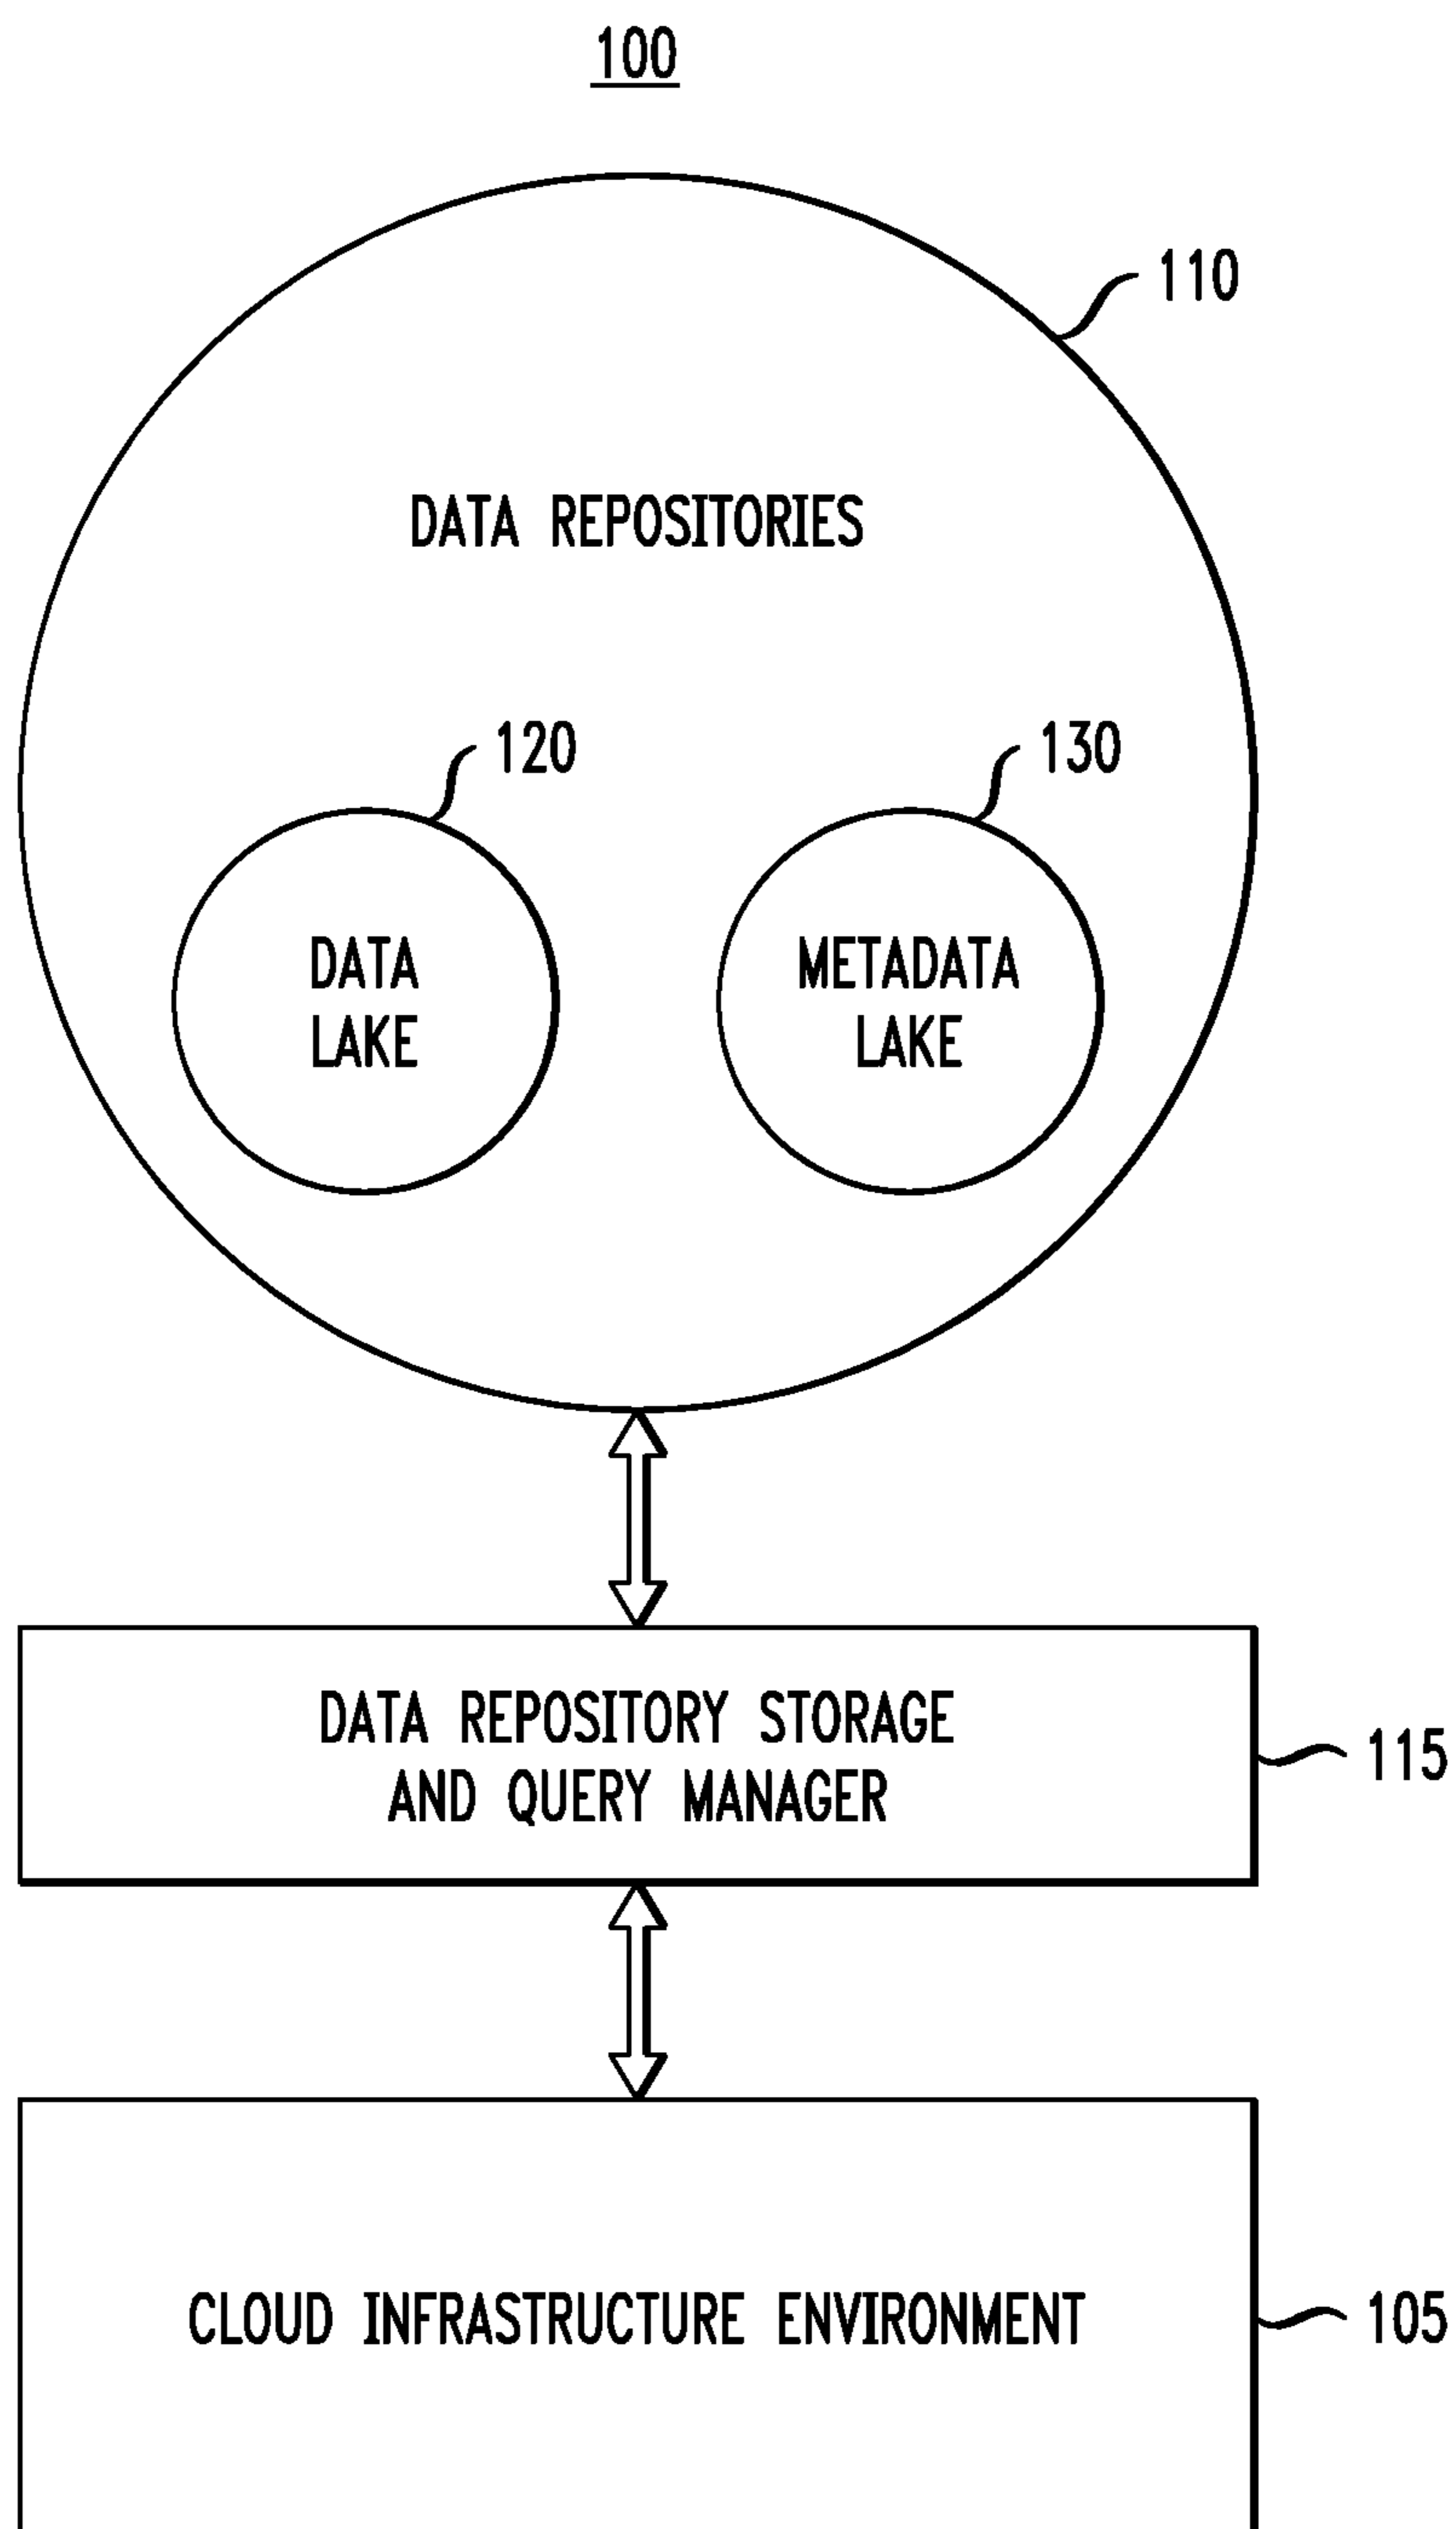 100
110
DATA REPOSITORIES
120
130
DATA
LAKE
METADATA
LAKE
DATA REPOSITORY STORAGE
AND QUERY MANAGER
115
CLOUD INFRASTRUCTURE ENVIRONMENT
105